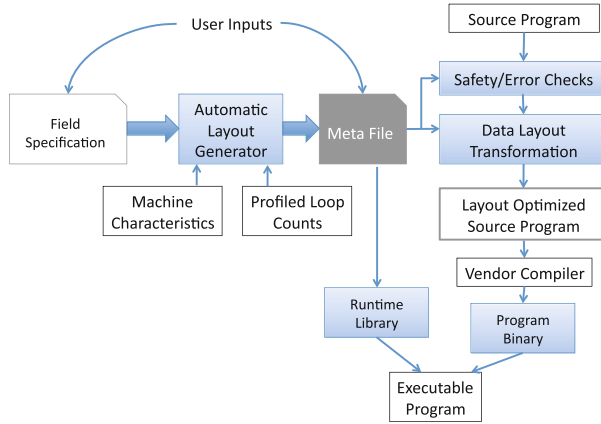 User Inputs
Source Program
Field
Specification
Automatic
Layout
Generator
Meta File
Safety/Error Checks
Data Layout
Transformation
Machine
Characteristics
Profiled Loop
Counts
Layout Optimized
Source Program
Vendor Compiler
Runtime
Library
Program
Binary
Executable
Program